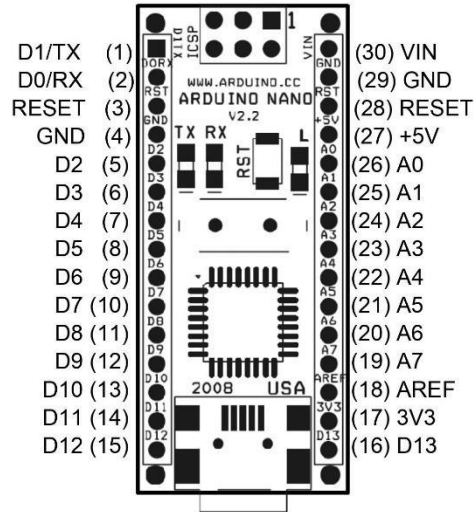 D1/TX (1)
D0/RX (2)
RESET (3)
GND (4)
D2 (5)
D3 (6)
D4 (7)
D5 (8)
D6 (9)
D7 (10)
D8 (11)
D9 (12)
D10 (13)
D11 (14)
D12 (15)
D1TX
D0RX
RST
GND
D2
D3
D4
D5
D6
D7
D8
D9
D10
D11
D12
ICSP
1
WWW.ARDUINO.CC
ARDUINO NANO
V2.2
TX RX
RST
L
2008 USA
VIN
GND
RST
+5V
A0
A1
A2
A3
A4
A5
A6
A7
AREF
3V3
D13
(30) VIN
(29) GND
(28) RESET
(27) +5V
(26) A0
(25) A1
(24) A2
(23) A3
(22) A4
(21) A5
(20) A6
(19) A7
(18) AREF
(17) 3V3
(16) D13